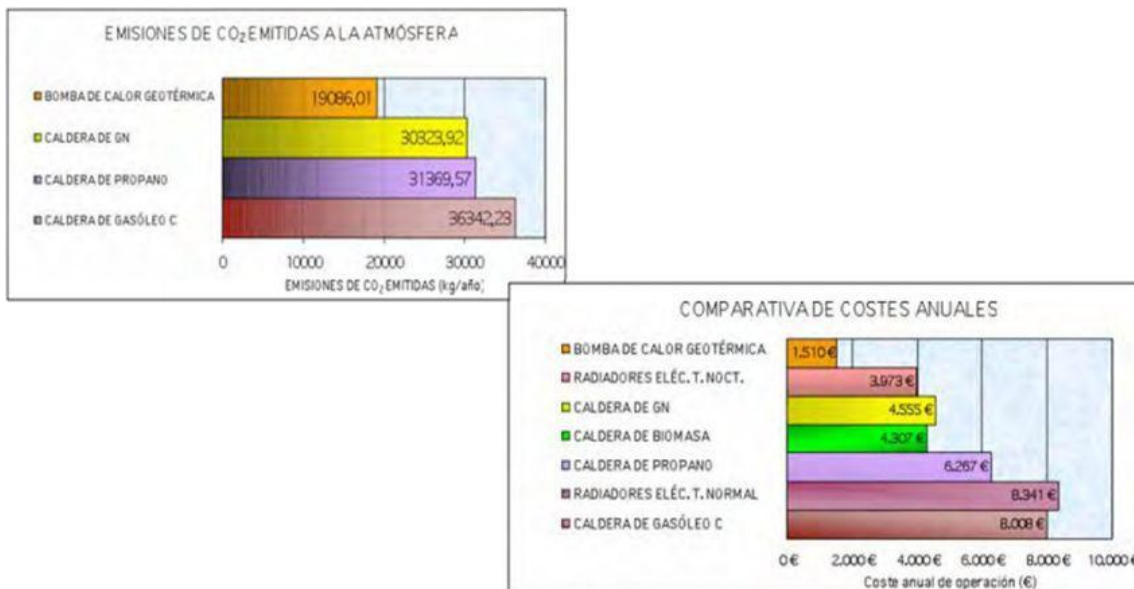 EMISIONES DE CO₂ EMITIDAS A LA ATMÓSFERA
BOMBA DE CALOR GEOTÉRMICA
19086,01
CALDERA DE GN
30323,92
CALDERA DE PROPANO
31369,57
CALDERA DE GASÓLEO C
36342,23
0 10000 20000 30000 40000
EMISIONES DE CO₂ EMITIDAS (kg/año)
COMPARATIVA DE COSTES ANUALES
BOMBA DE CALOR GEOTÉRMICA
1.510 €
RADIADORES ELÉC. T. NOCT.
3.973 €
CALDERA DE GN
4.555 €
CALDERA DE BIOMASA
4.307 €
CALDERA DE PROPANO
6.267 €
RADIADORES ELÉC. T. NORMAL
8.341 €
CALDERA DE GASÓLEO C
8.008 €
0 € 2.000 € 4.000 € 6.000 € 8.000 € 10.000 €
Coste anual de operación (€)